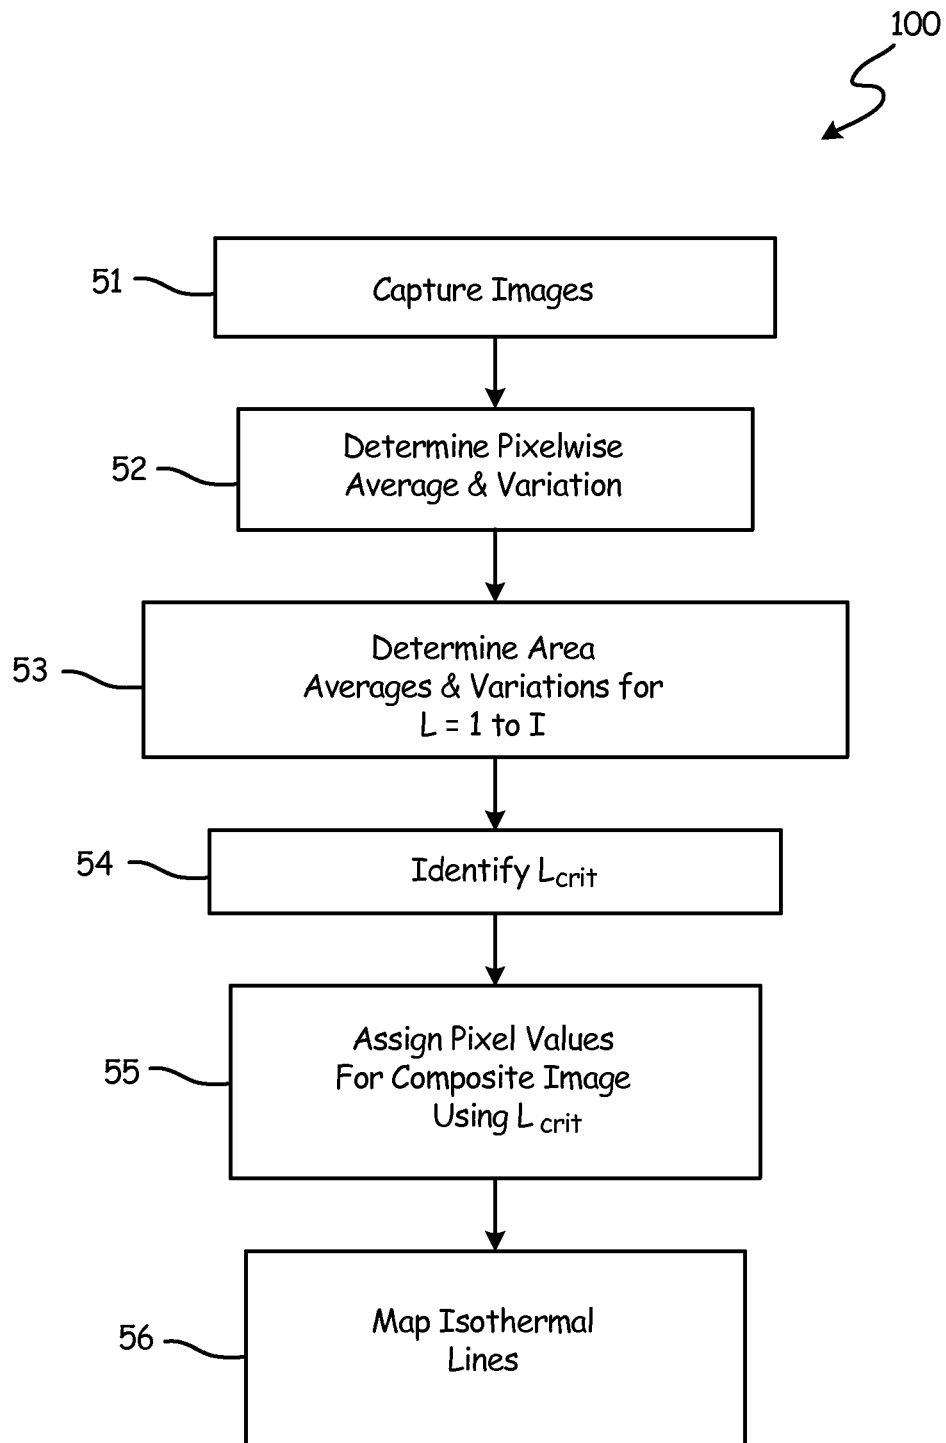 100
51
Capture Images
52
Determine Pixelwise
Average & Variation
53
Determine Area
Averages & Variations for
L = 1 to I
54
Identify Lcrit
55
Assign Pixel Values
For Composite Image
Using L crit
56
Map Isothermal
Lines